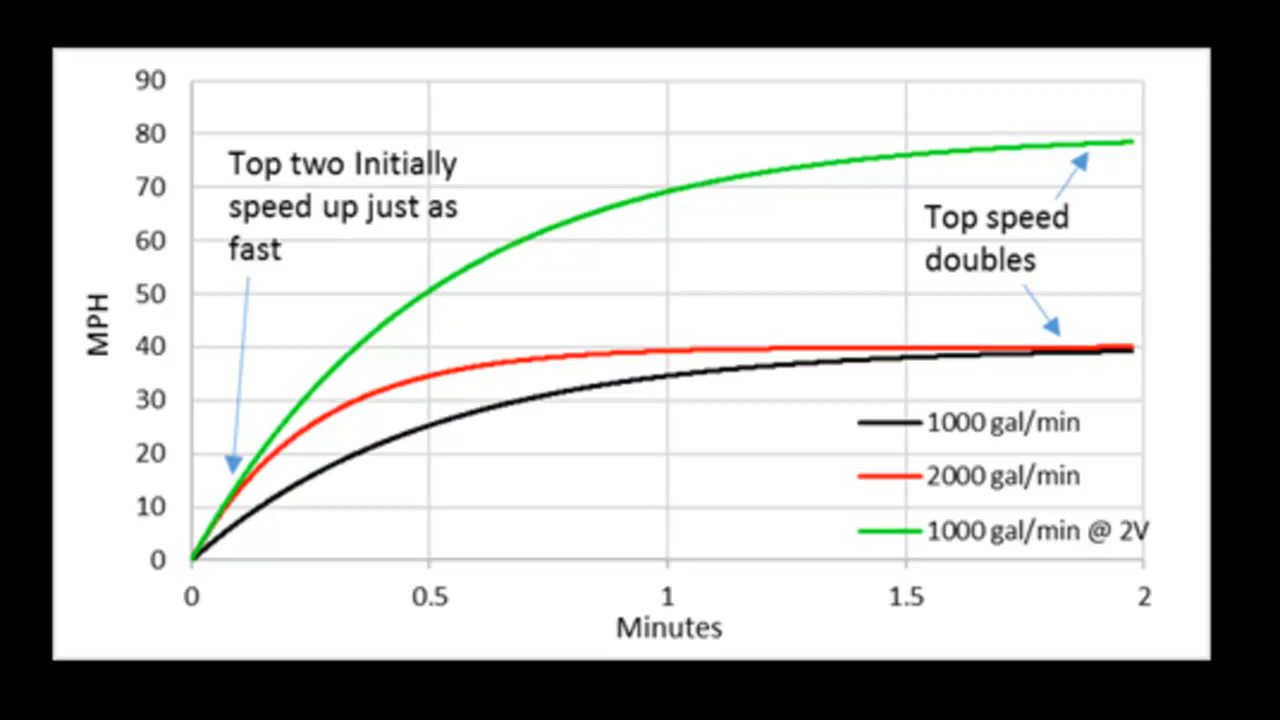 90
80
70
60
50
40
30
20
10
0
MPH
Top two Initially
speed up just as
fast
Top speed
doubles
1000 gal/min
2000 gal/min
1000 gal/min @ 2V
0 0.5 1 1.5 2
Minutes